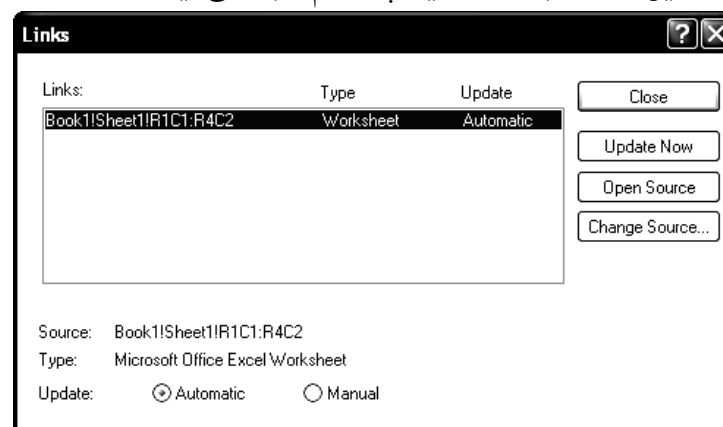 Links
Links: Type Update
Book1!Sheet1!R1C1:R4C2 Worksheet Automatic
Close
Update Now
Open Source
Change Source...
Source: Book1!Sheet1!R1C1:R4C2
Type: Microsoft Office Excel Worksheet
Update: Automatic Manual